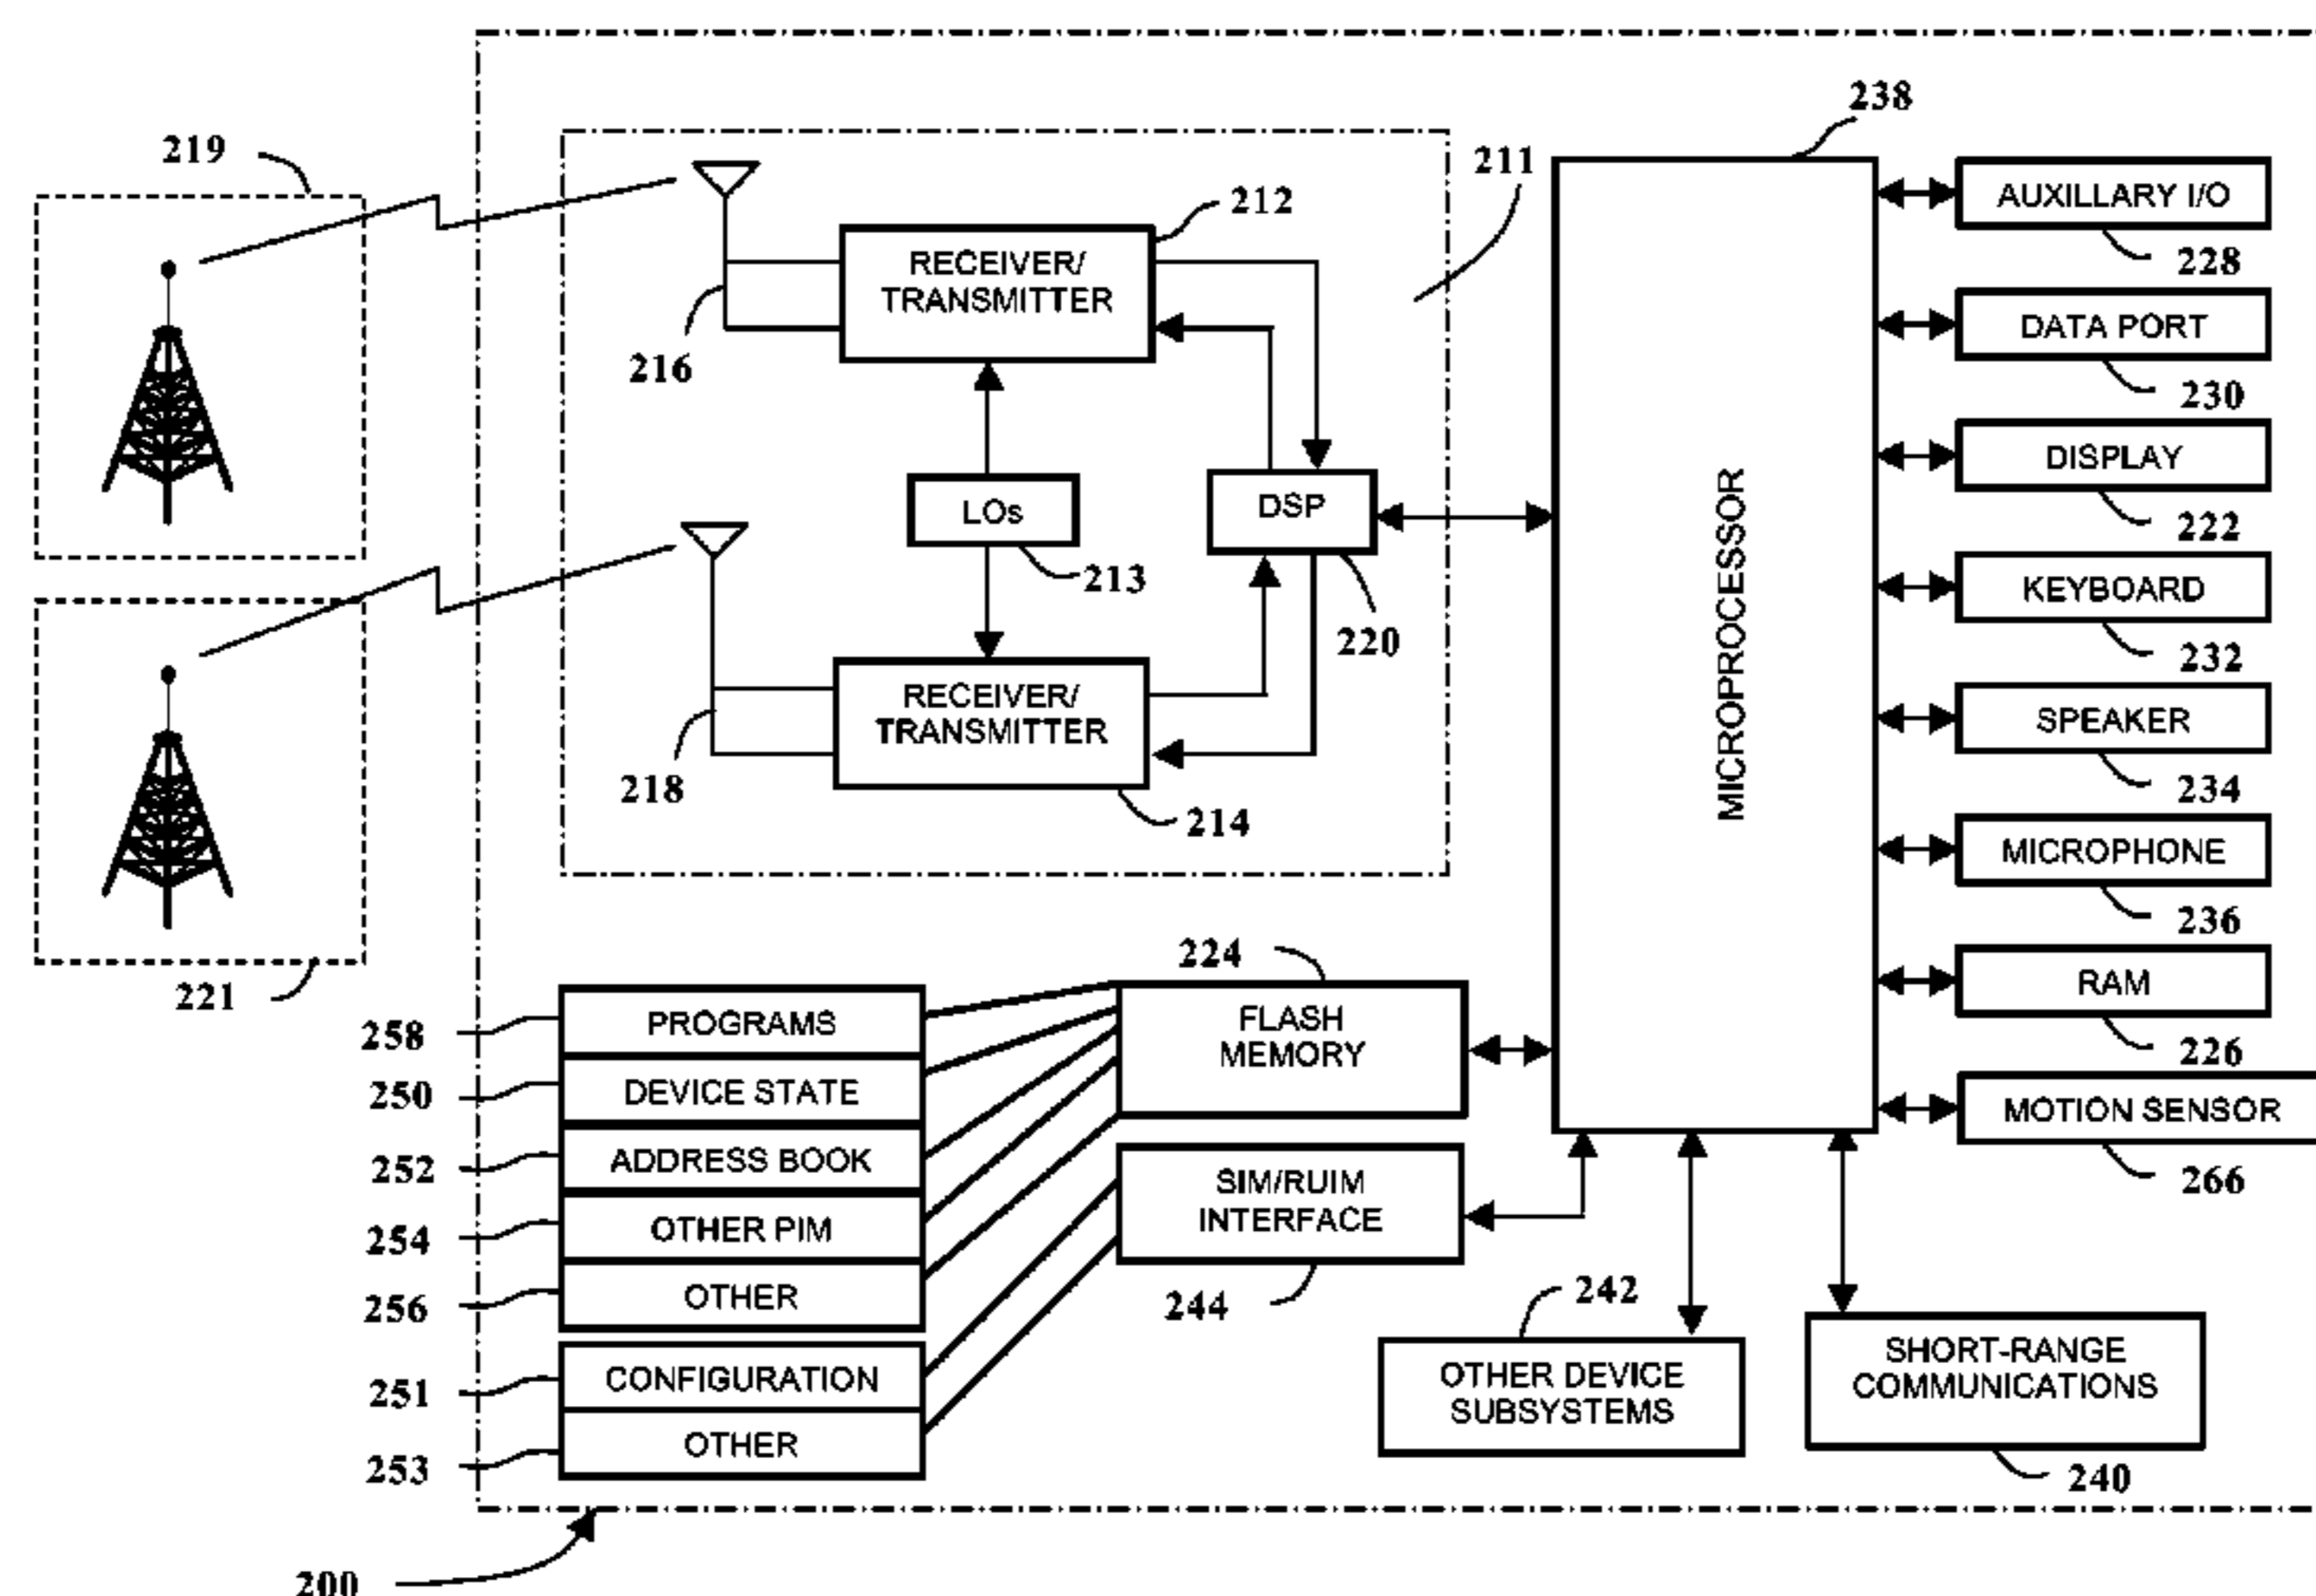 238
219
211
212
AUXILLARY I/O
RECEIVER/
TRANSMITTER
228
DATA PORT
216
230
DISPLAY
LOs
DSP
222
213
KEYBOARD
220
232
MICROPROCESSOR
RECEIVER/
TRANSMITTER
SPEAKER
218
234
214
MICROPHONE
236
224
221
RAM
258
PROGRAMS
FLASH
MEMORY
226
250
DEVICE STATE
MOTION SENSOR
252
ADDRESS BOOK
SIM/RUIM
INTERFACE
266
254
OTHER PIM
256
OTHER
244
242
251
CONFIGURATION
OTHER DEVICE
SUBSYSTEMS
SHORT-RANGE
COMMUNICATIONS
253
OTHER
240
200